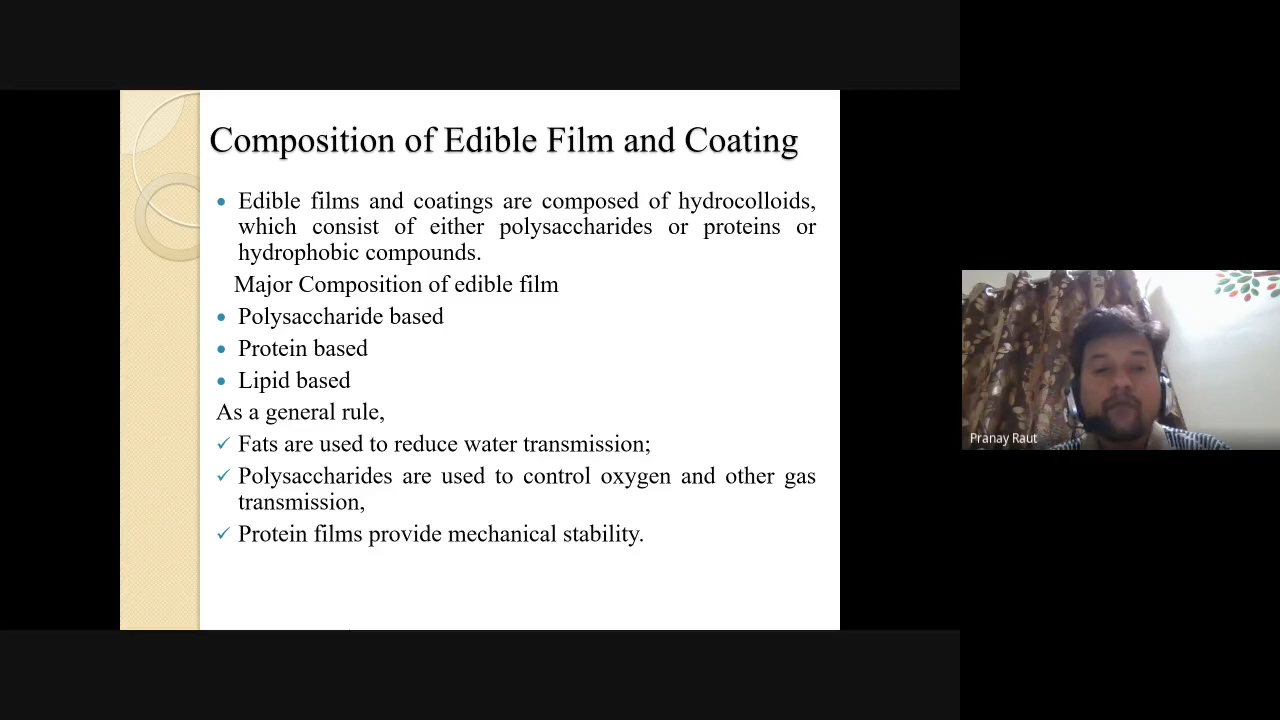 Composition of Edible Film and Coating
Edible films and coatings are composed of hydrocolloids,
which consist of either polysaccharides or proteins or
hydrophobic compounds.
Major Composition of edible film
Polysaccharide based
Protein based
Lipid based
As a general rule,
Fats are used to reduce water transmission;
Polysaccharides are used to control oxygen and other gas
transmission,
Protein films provide mechanical stability.
Pranay Raut